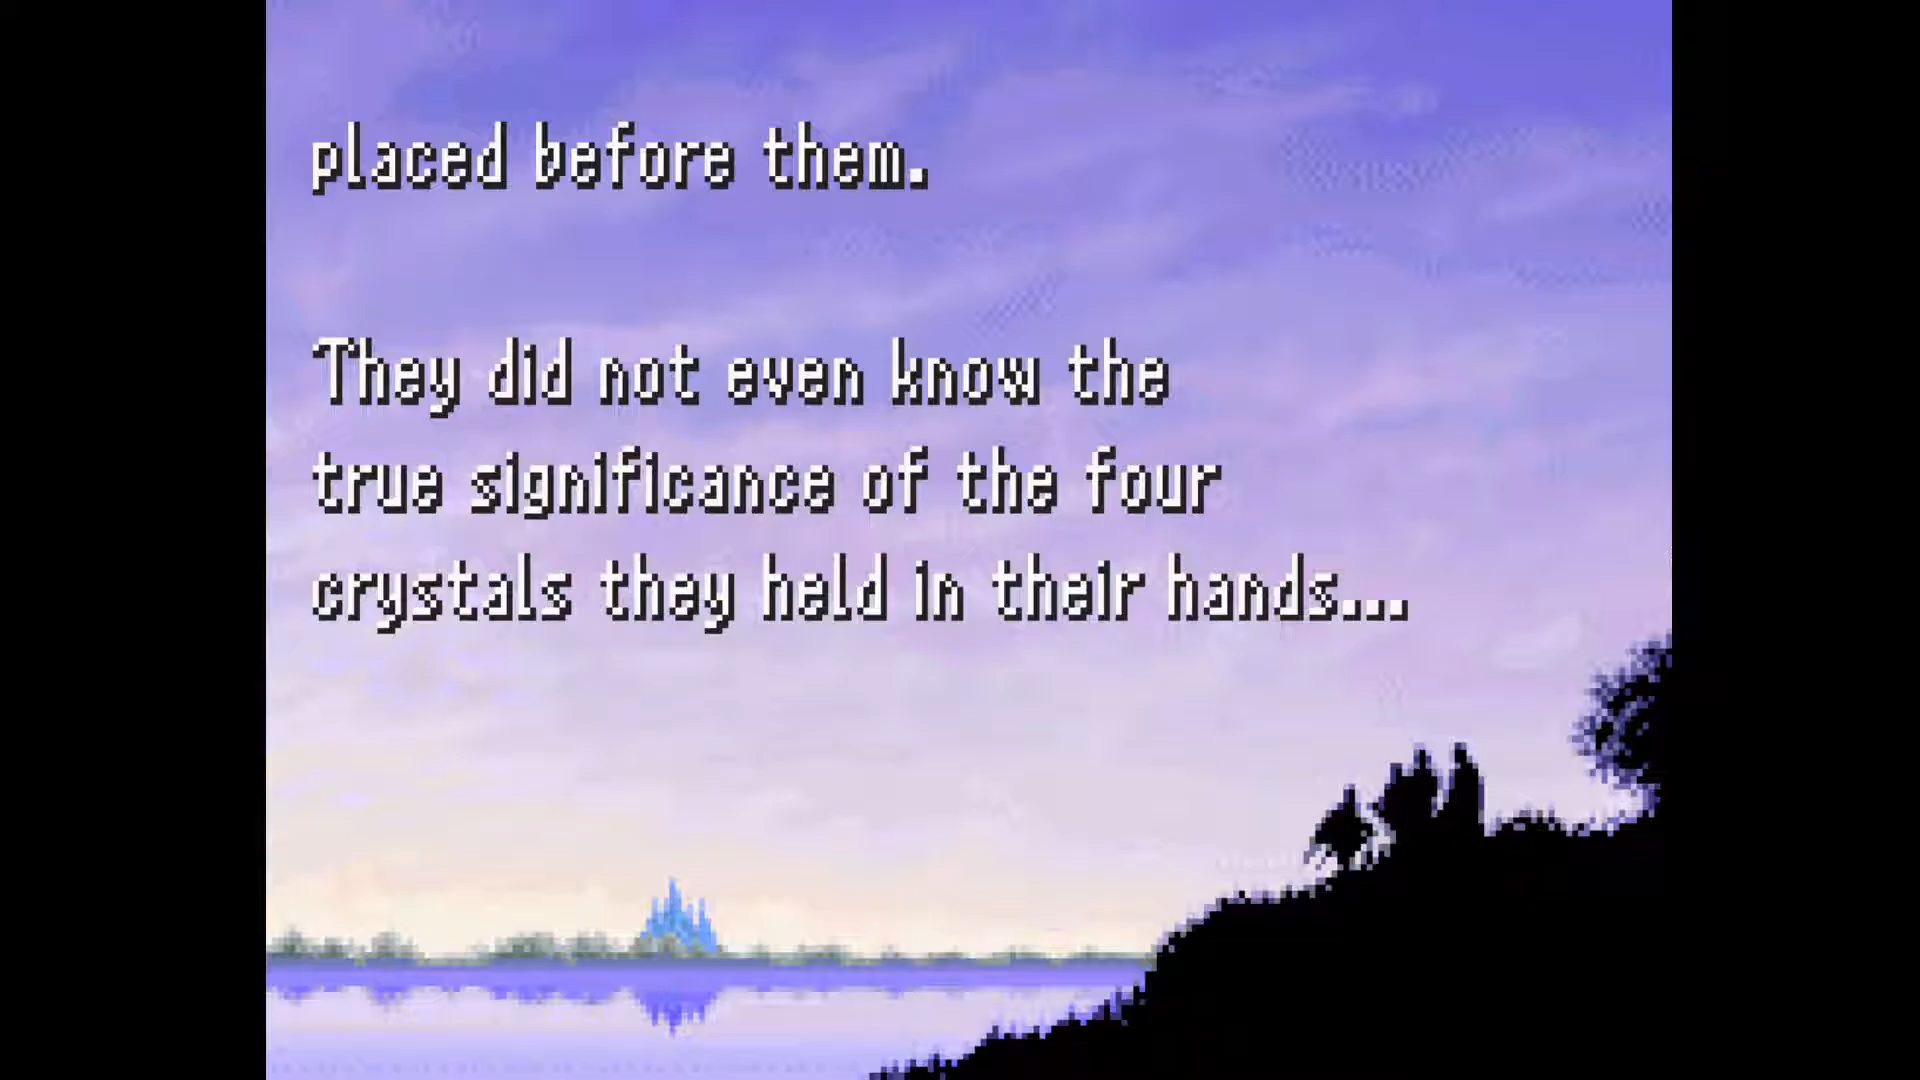 placed before them.
They did not even know the
true significance of the four
crystals they held in their hands...